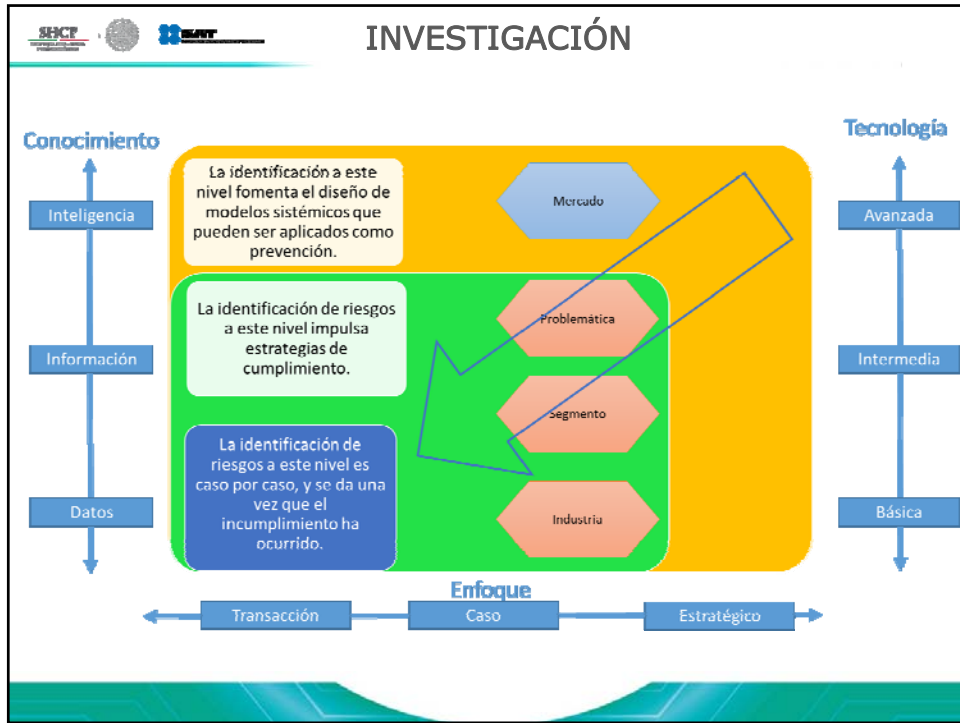 SHCP
SAT
INVESTIGACIÓN
Conocimiento
Tecnología
Inteligencia
Información
Datos
La identificación a este
nivel fomenta el diseño de
modelos sistémicos que
pueden ser aplicados como
prevención.
Mercado
La identificación de riesgos
a este nivel impulsa
estrategias de
cumplimiento.
Problemática
Segmento
La identificación de
riesgos a este nivel es
caso por caso, y se da una
vez que el
incumplimiento ha
ocurrido.
Industria
Avanzada
Intermedia
Básica
Enfoque
Transacción
Caso
Estratégico